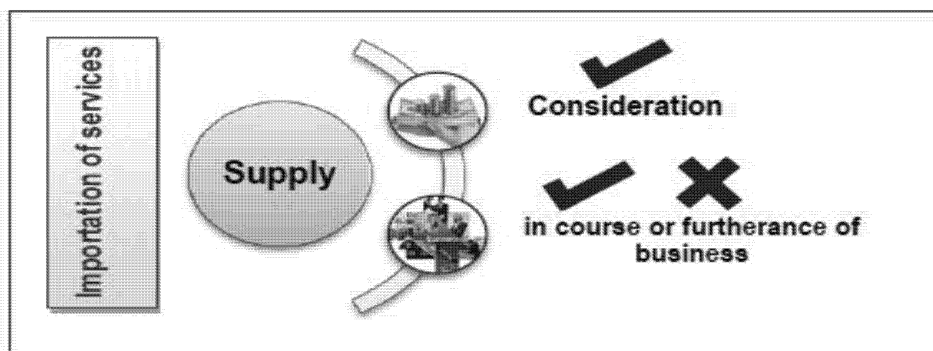 Importation of services
Supply
Consideration
in course or furtherance of
business